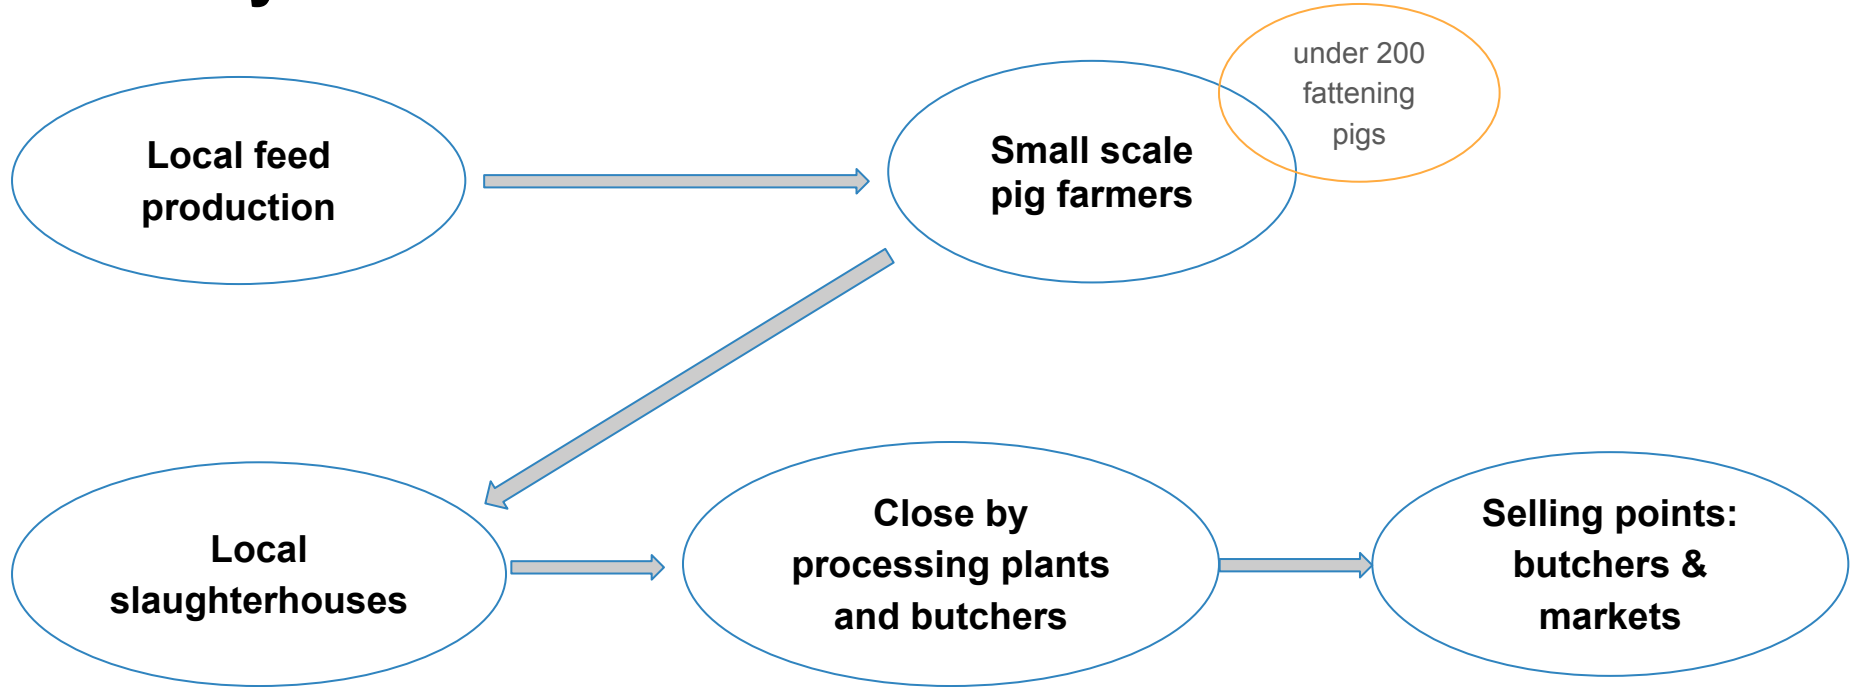 Local feed
production
Small scale
pig farmers
under 200
fattening
pigs
Local
slaughterhouses
Close by
processing plants
and butchers
Selling points:
butchers &
markets